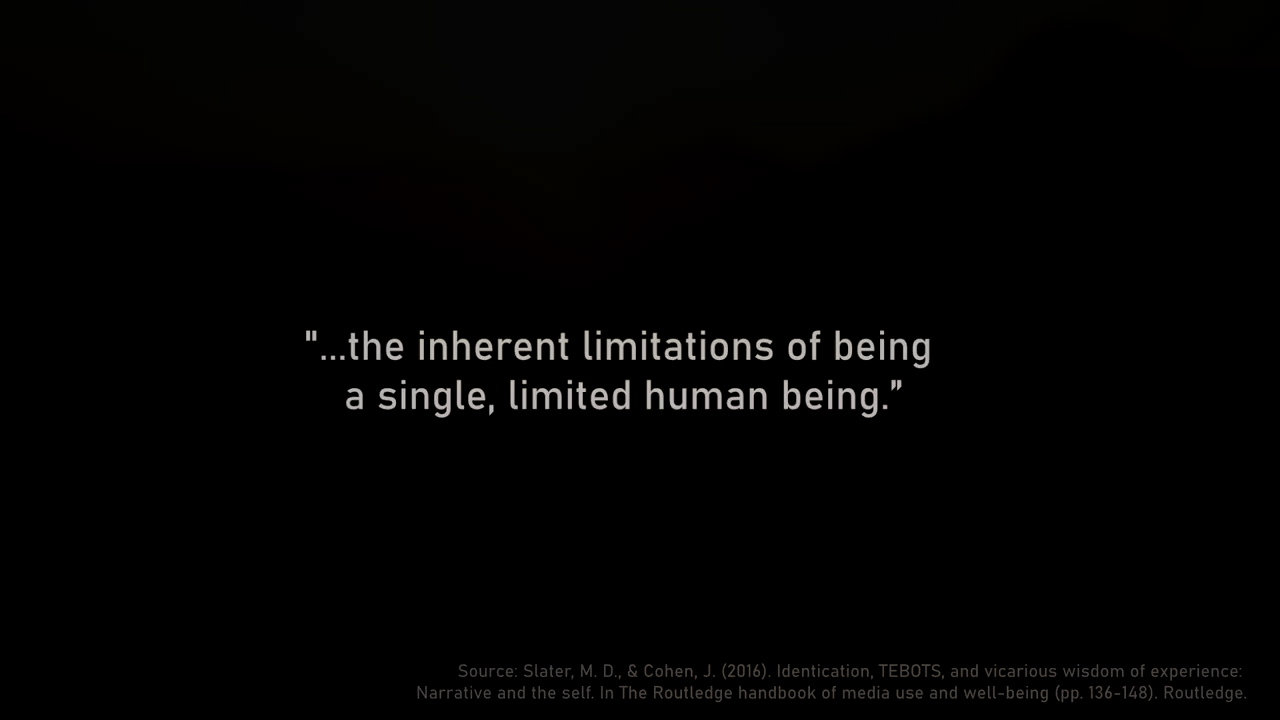 "...the inherent limitations of being
a single, limited human being.”
Source: Slater, M. D., & Cohen, J. (2016). Identication, TEBOTS, and vicarious wisdom of experience:
Narrative and the self. In The Routledge handbook of media use and well-being (pp. 136-148). Routledge.